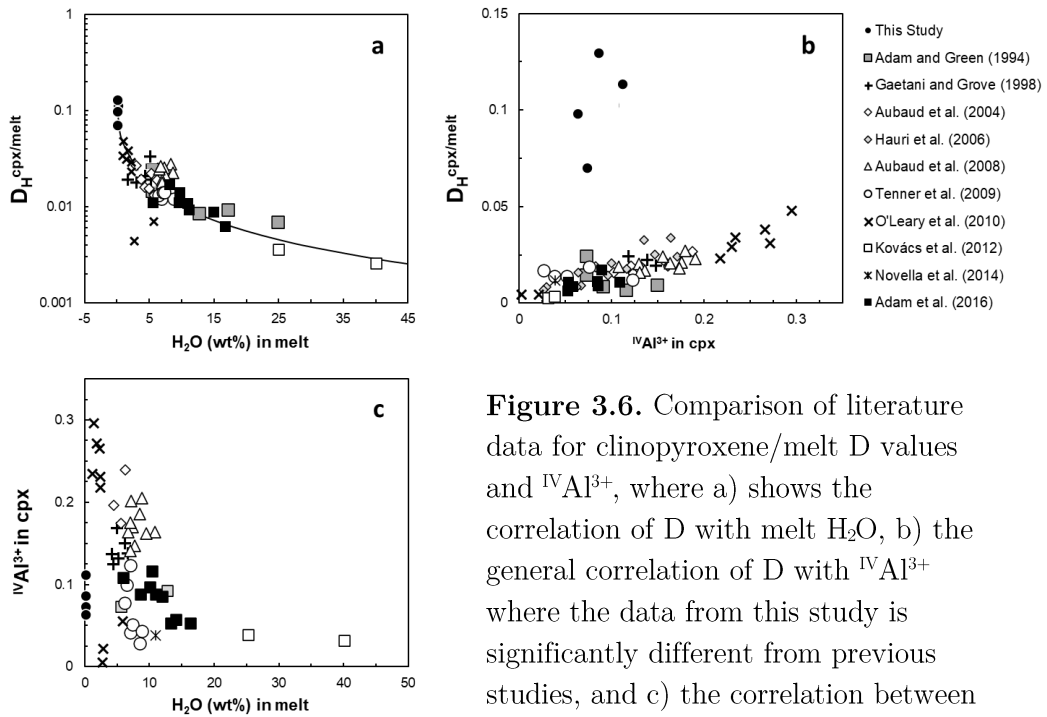 1
0.1
0.01
0.001
D_H^cpx/melt
-5 5 15 25 35 45
H₂O (wt%) in melt
a
0.15
0.1
0.05
0
D_H^cpx/melt
0 0.1 0.2 0.3
ᴵⱽAl³⁺ in cpx
b
This Study
Adam and Green (1994)
Gaetani and Grove (1998)
Aubaud et al. (2004)
Hauri et al. (2006)
Aubaud et al. (2008)
Tenner et al. (2009)
O'Leary et al. (2010)
Kovács et al. (2012)
Novella et al. (2014)
Adam et al. (2016)
0.3
0.2
0.1
0
ᴵⱽAl³⁺ in cpx
0 10 20 30 40 50
H₂O (wt%) in melt
c
Figure 3.6. Comparison of literature
data for clinopyroxene/melt D values
and ᴵⱽAl³⁺, where a) shows the
correlation of D with melt H₂O, b) the
general correlation of D with ᴵⱽAl³⁺
where the data from this study is
significantly different from previous
studies, and c) the correlation between